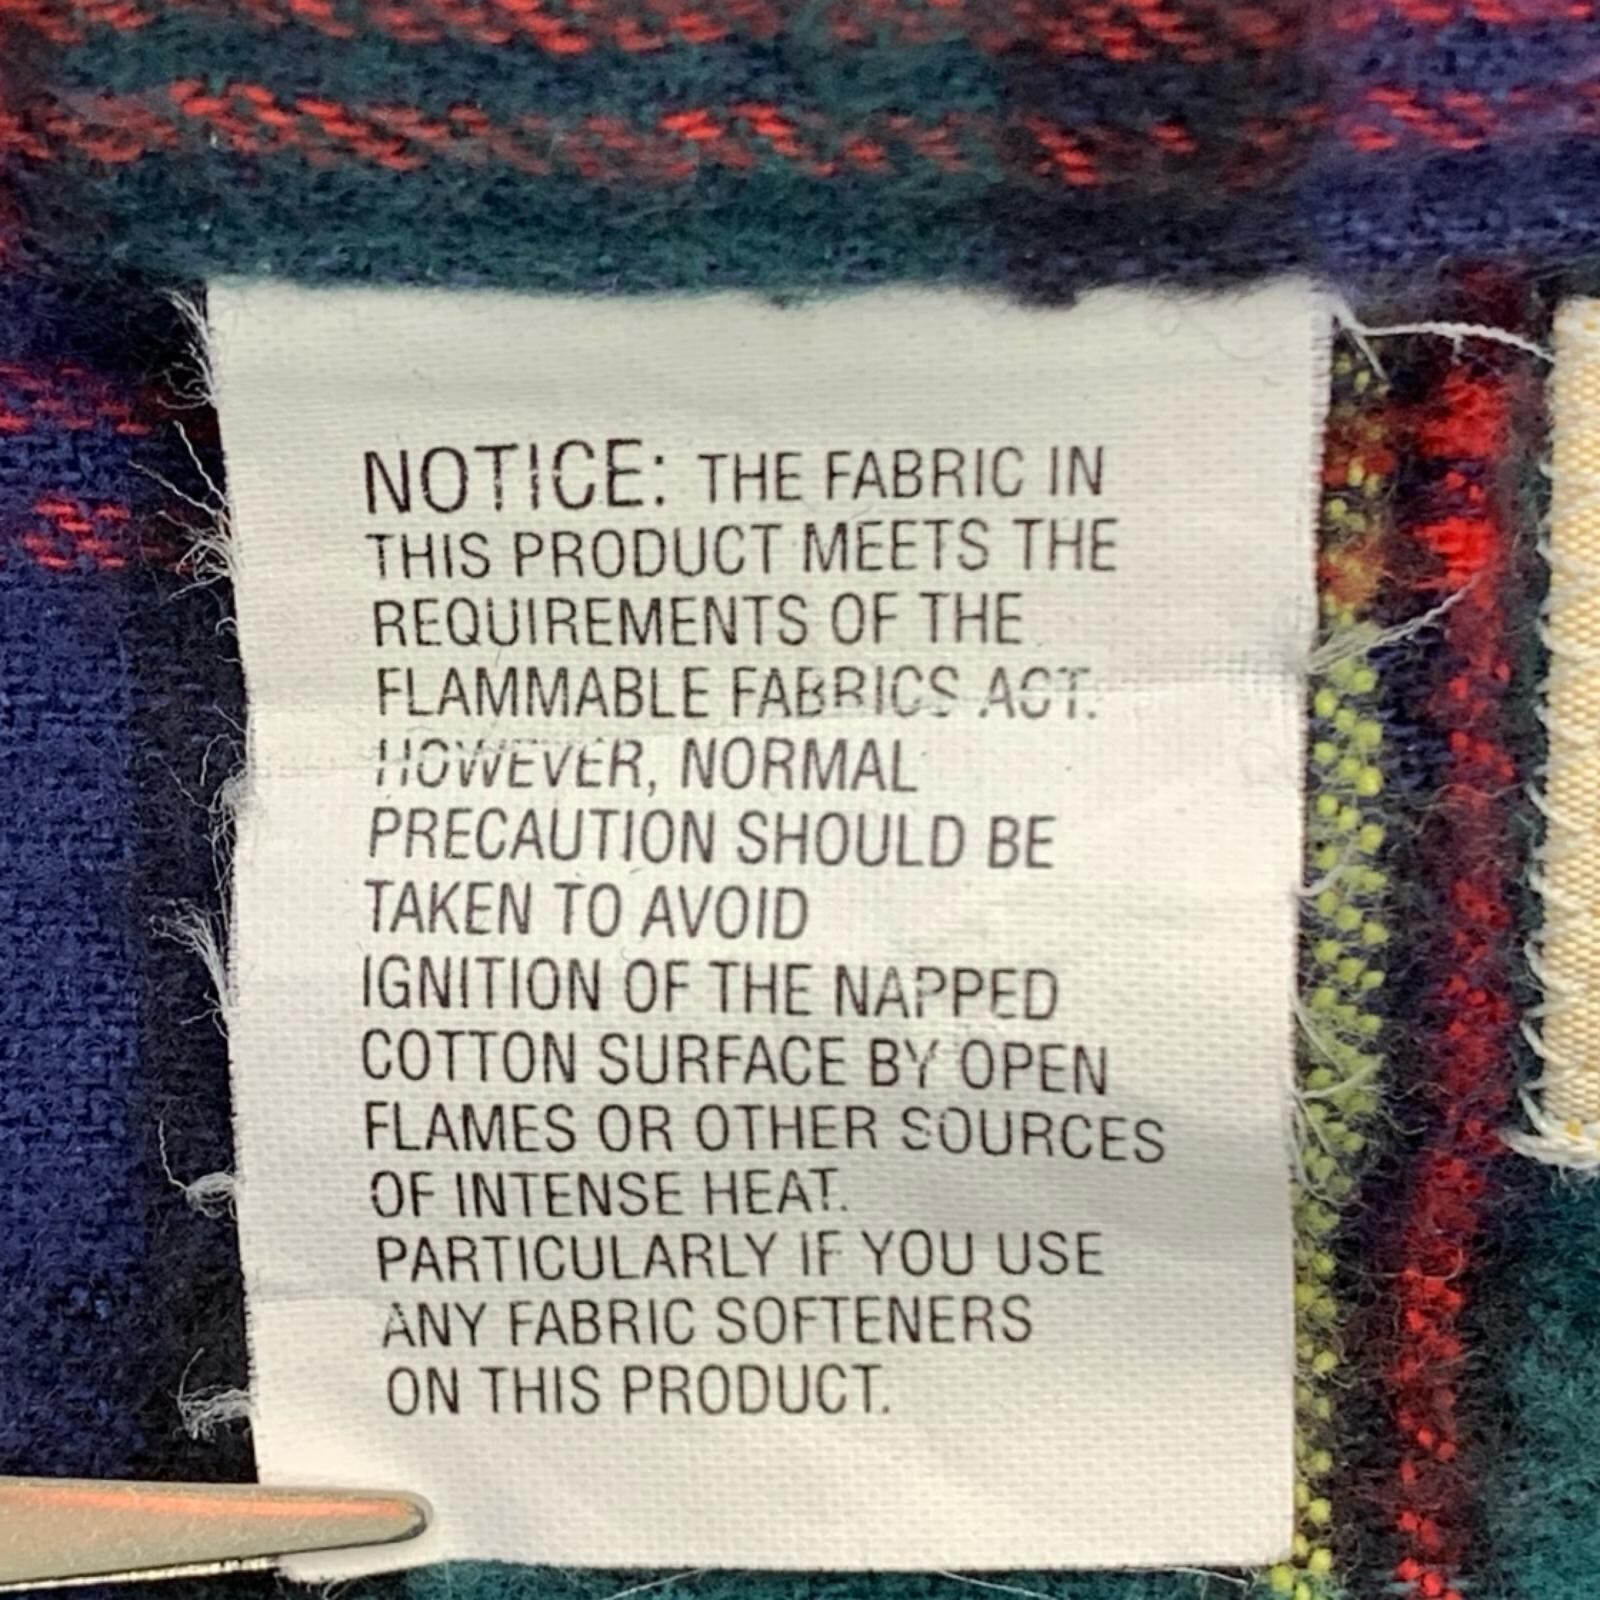 NOTICE: THE FABRIC IN
THIS PRODUCT MEETS THE
REQUIREMENTS OF THE
FLAMMABLE FABRICS ACT.
HOWEVER, NORMAL
PRECAUTION SHOULD BE
TAKEN TO AVOID
IGNITION OF THE NAPPED
COTTON SURFACE BY OPEN
FLAMES OR OTHER SOURCES
OF INTENSE HEAT.
PARTICULARLY IF YOU USE
ANY FABRIC SOFTENERS
ON THIS PRODUCT.